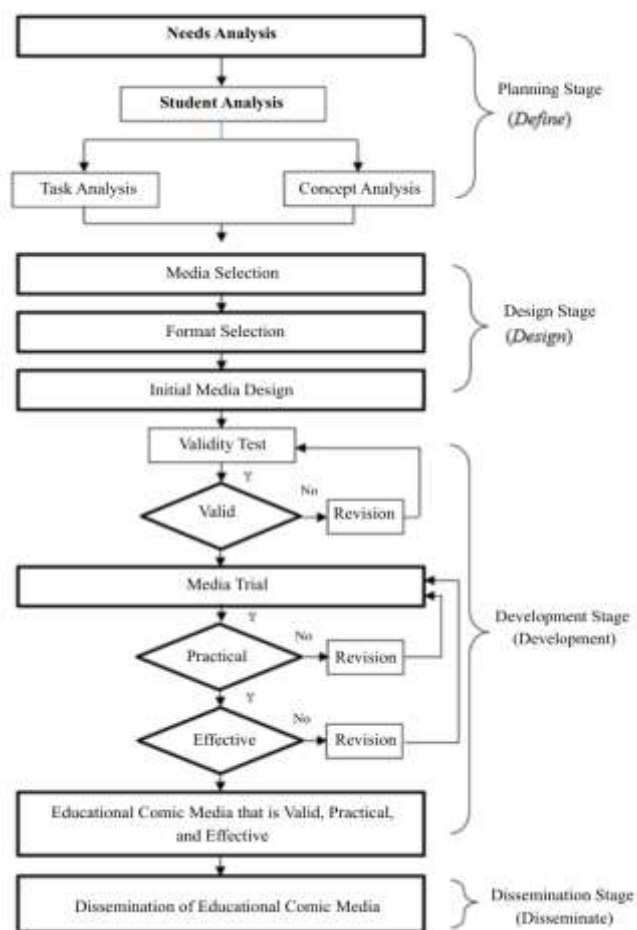 Needs Analysis
Student Analysis
Task Analysis
Concept Analysis
Planning Stage
(Define)
Media Selection
Format Selection
Initial Media Design
Design Stage
(Design)
Validity Test
Y
No
Valid
Revision
Media Trial
Y
No
Practical
Revision
Y
No
Effective
Revision
Development Stage
(Development)
Educational Comic Media that is Valid, Practical,
and Effective
Dissemination of Educational Comic Media
Dissemination Stage
(Disseminate)